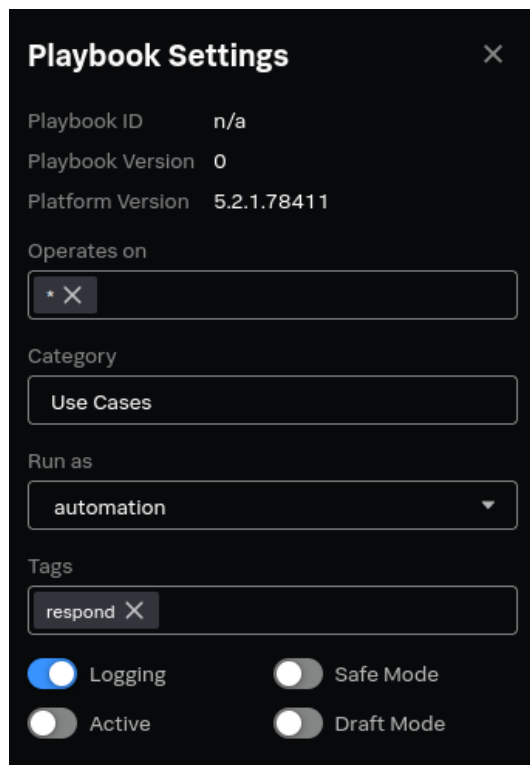 Playbook Settings
Playbook ID n/a
Playbook Version 0
Platform Version 5.2.1.78411
Operates on
*
Category
Use Cases
Run as
automation
Tags
respond
Logging Safe Mode
Active Draft Mode